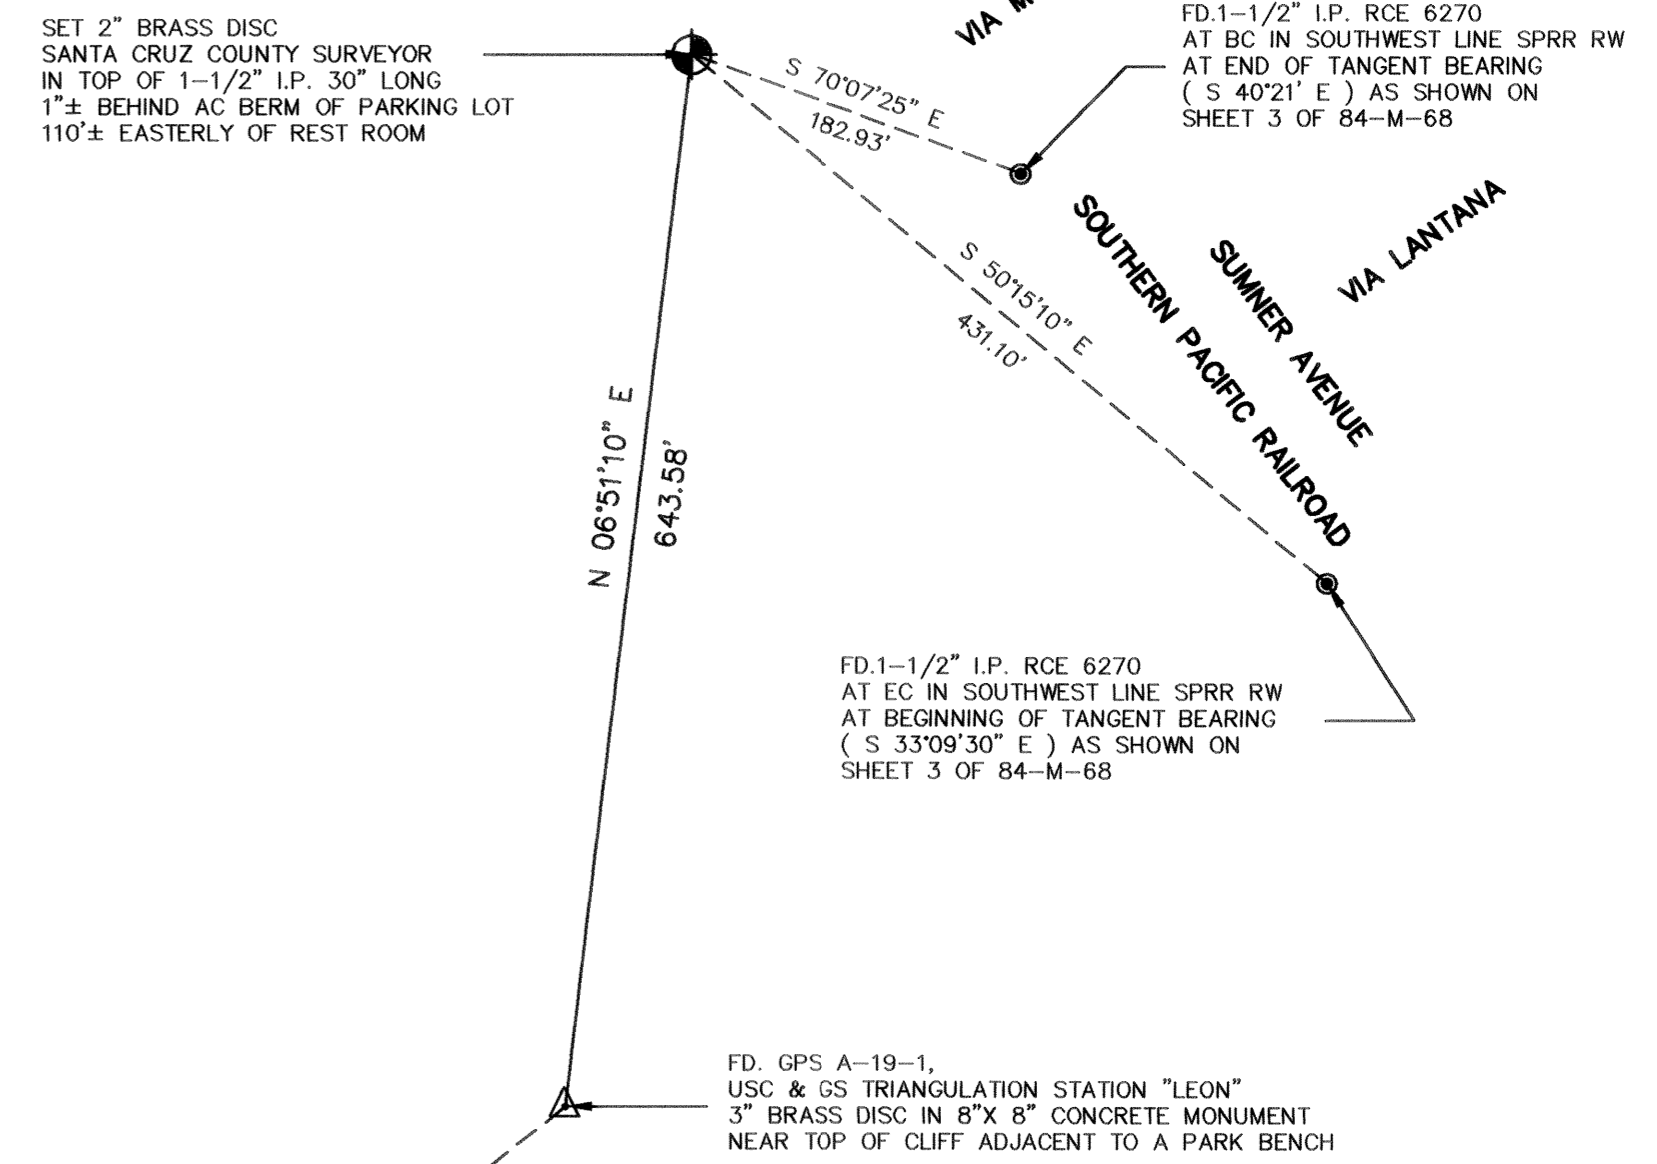 SET 2" BRASS DISC
SANTA CRUZ COUNTY SURVEYOR
IN TOP OF 1-1/2" I.P. 30" LONG
1"± BEHIND AC BERM OF PARKING LOT
110'± EASTERLY OF REST ROOM
VIA
FD.1-1/2" I.P. RCE 6270
AT BC IN SOUTHWEST LINE SPRR RW
AT END OF TANGENT BEARING
( S 40°21' E ) AS SHOWN ON
SHEET 3 OF 84-M-68
S 70°07'25" E
182.93'
S 50°15'10" E
431.10'
SOUTHERN PACIFIC RAILROAD
SUMNER AVENUE
VIA LANTANA
N 06°51'10" E
643.58'
FD.1-1/2" I.P. RCE 6270
AT EC IN SOUTHWEST LINE SPRR RW
AT BEGINNING OF TANGENT BEARING
( S 33°09'30" E ) AS SHOWN ON
SHEET 3 OF 84-M-68
FD. GPS A-19-1,
USC & GS TRIANGULATION STATION "LEON"
3" BRASS DISC IN 8"X 8" CONCRETE MONUMENT
NEAR TOP OF CLIFF ADJACENT TO A PARK BENCH